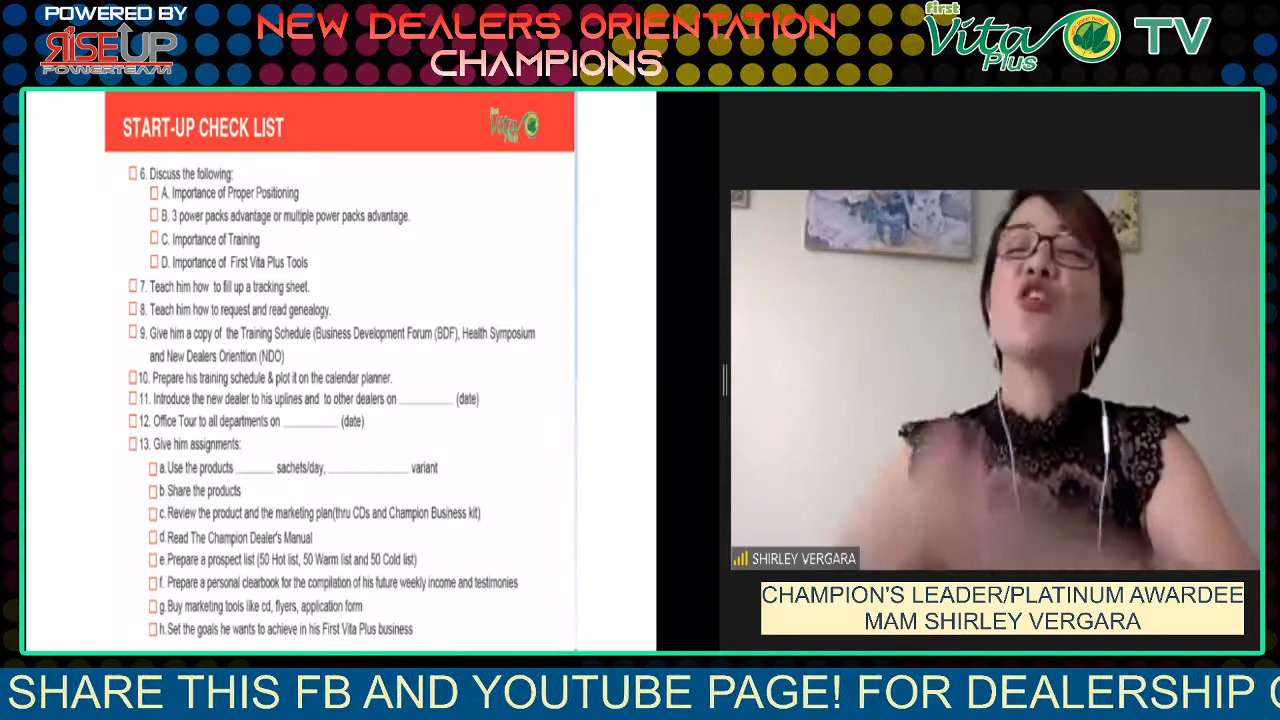 POWERED BY
RISEUP
POWERTEAM
NEW DEALERS ORIENTATION
CHAMPIONS
First
Vita
Plus
TV
START-UP CHECK LIST
Vita
Plus
6. Discuss the following:
A. Importance of Proper Positioning
B. 3 power packs advantage or multiple power packs advantage.
C. Importance of Training
D. Importance of First Vita Plus Tools
7. Teach him how to fill up a tracking sheet.
8. Teach him how to request and read genealogy.
9. Give him a copy of the Training Schedule (Business Development Forum (BDF), Health Symposium
and New Dealers Orienttion (NDO)
10. Prepare his training schedule & plot it on the calendar planner.
11. Introduce the new dealer to his uplines and to other dealers on __________ (date)
12. Office Tour to all departments on __________ (date)
13. Give him assignments:
a. Use the products _______ sachets/day, _______________ variant
b. Share the products
c. Review the product and the marketing plan(thru CDs and Champion Business kit)
d. Read The Champion Dealer's Manual
e. Prepare a prospect list (50 Hot list, 50 Warm list and 50 Cold list)
f. Prepare a personal clearbook for the compilation of his future weekly income and testimonies
g. Buy marketing tools like cd, flyers, application form
h. Set the goals he wants to achieve in his First Vita Plus business
SHIRLEY VERGARA
CHAMPION'S LEADER/PLATINUM AWARDEE
MAM SHIRLEY VERGARA
SHARE THIS FB AND YOUTUBE PAGE! FOR DEALERSHIP